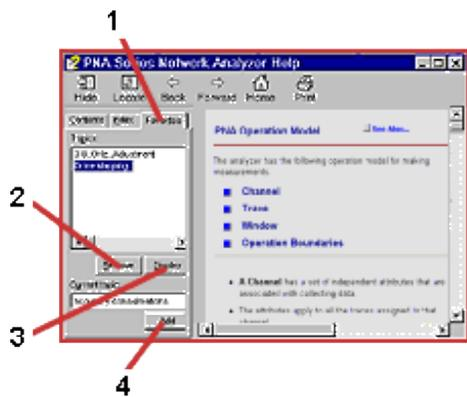 1
PNA Series Network Analyzer Help
Hide Locate Back Forward Home Print
Contents Index Favorites
Topics
PNA Operation Model See Also...
The analyzer has the following operation model for making
measurements.
Channel
Trace
Window
Operation Boundaries
2
Remove Display
Current topic:
A Channel has a set of independent attributes that are
associated with collecting data.
The attributes apply to all the traces assigned to that
channel
3
Add
4